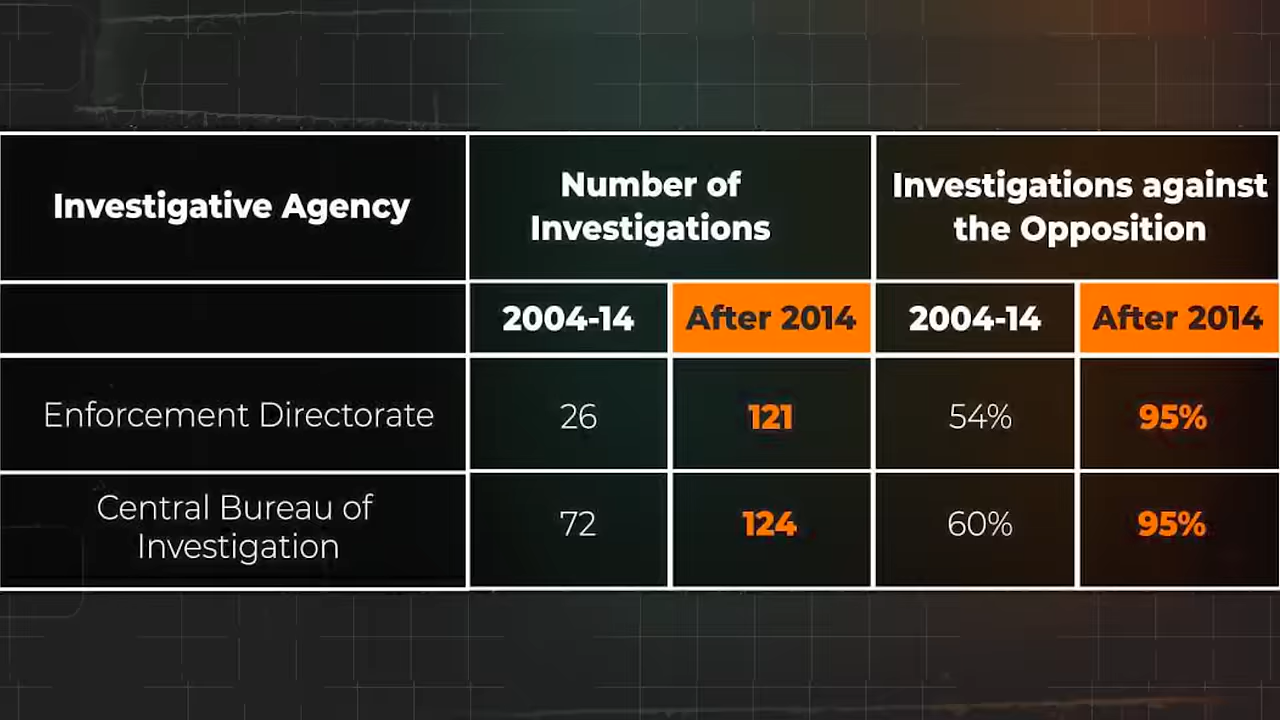 Investigative Agency
Number of
Investigations
Investigations against
the Opposition
2004-14
After 2014
2004-14
After 2014
Enforcement Directorate
26
121
54%
95%
Central Bureau of
Investigation
72
124
60%
95%